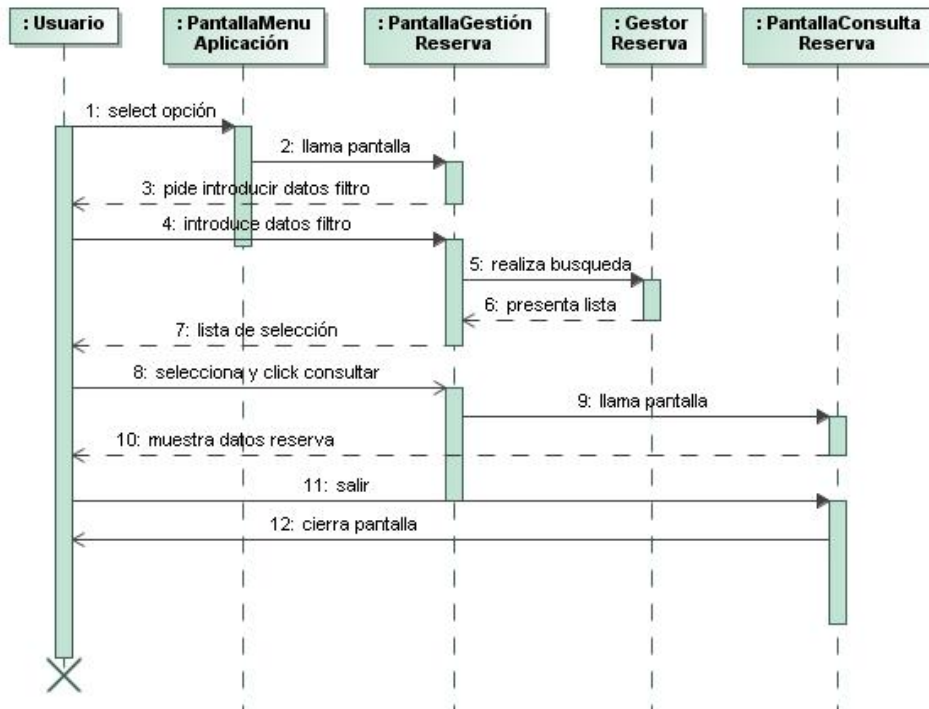 : Usuario
: PantallaMenu
Aplicación
: PantallaGestión
Reserva
: Gestor
Reserva
: PantallaConsulta
Reserva
1: select opción
2: llama pantalla
3: pide introducir datos filtro
4: introduce datos filtro
5: realiza busqueda
6: presenta lista
7: lista de selección
8: selecciona y click consultar
9: llama pantalla
10: muestra datos reserva
11: salir
12: cierra pantalla